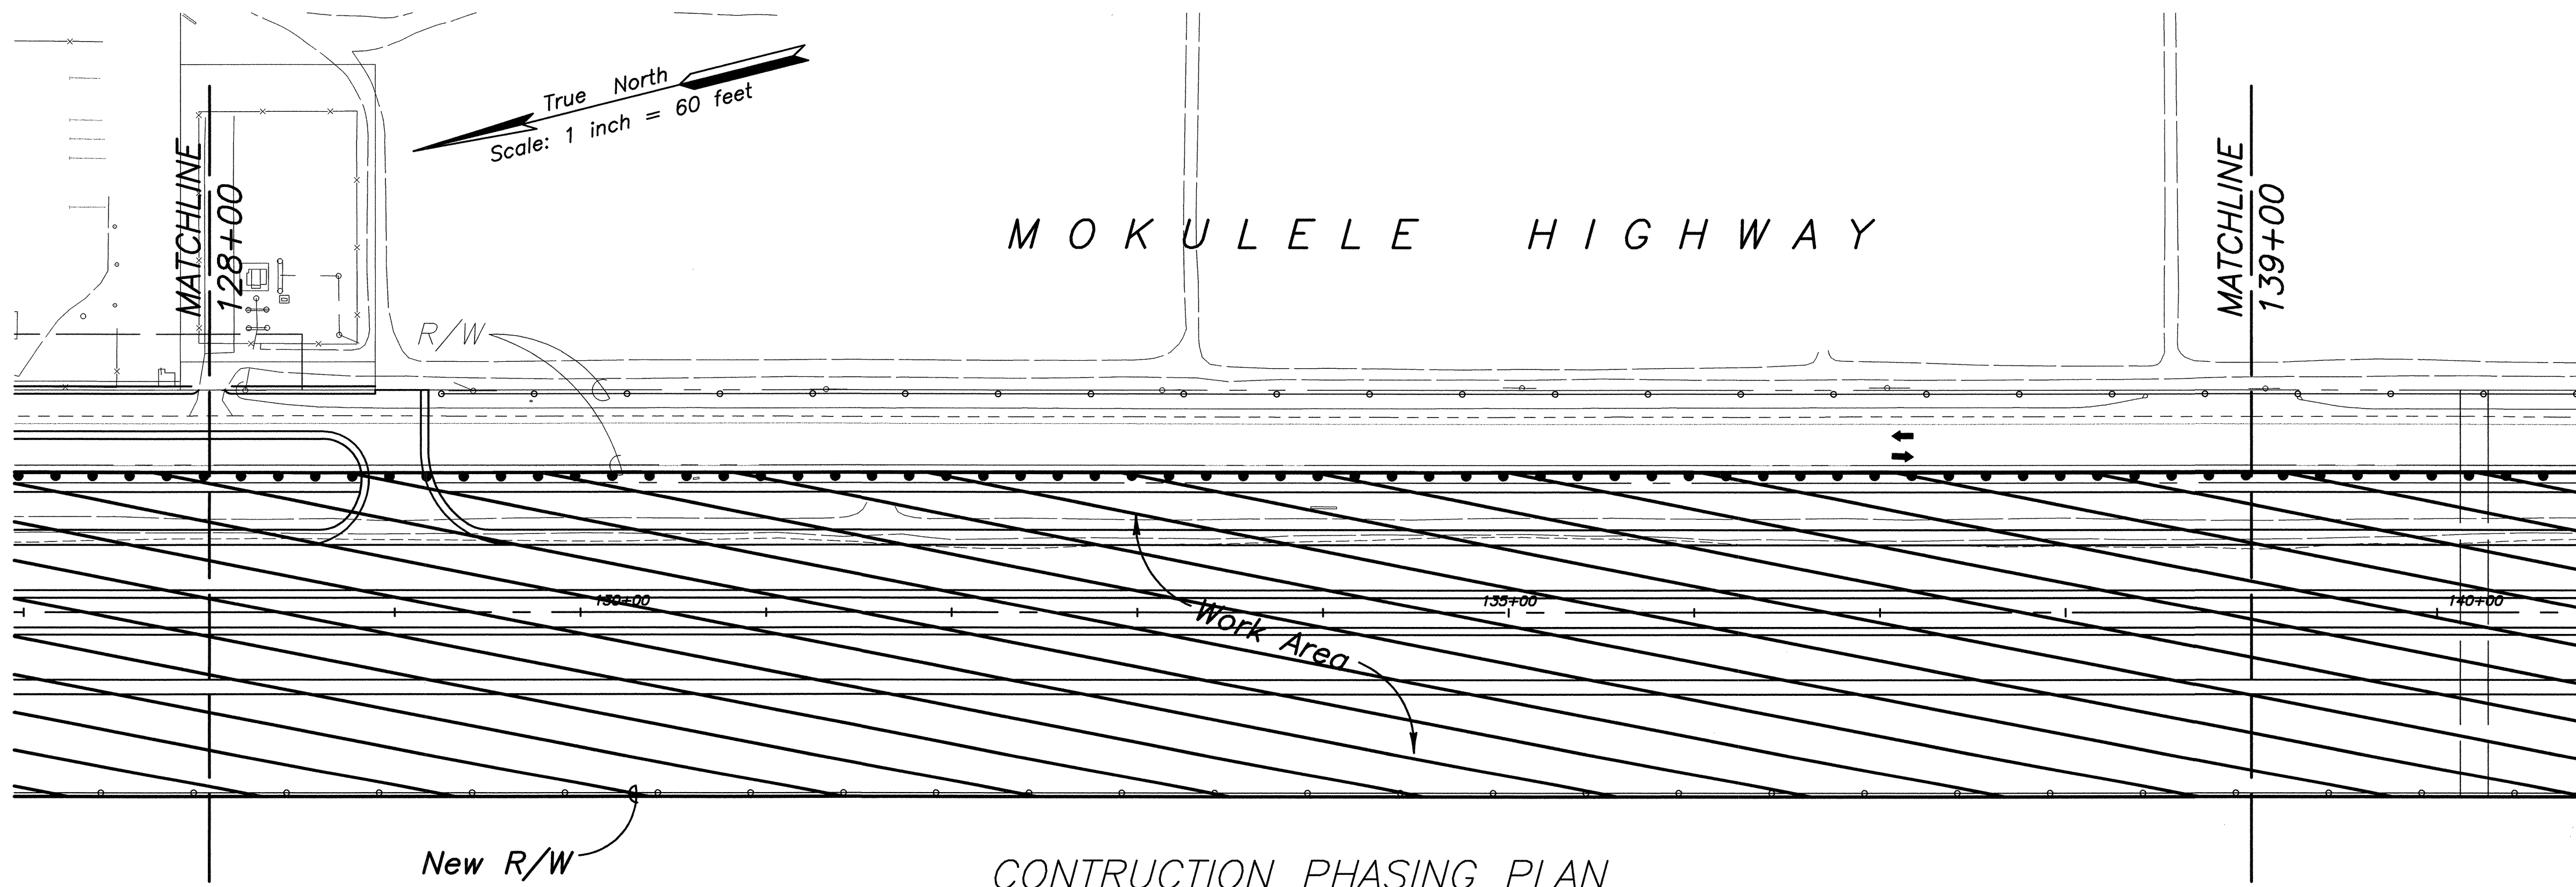 True North
Scale: 1 inch = 60 feet
MATCHLINE
128+00
MOKULELE HIGHWAY
MATCHLINE
139+00
R/W
130+00
135+00
140+00
Work Area
New R/W
CONTRUCTION PHASING PLAN